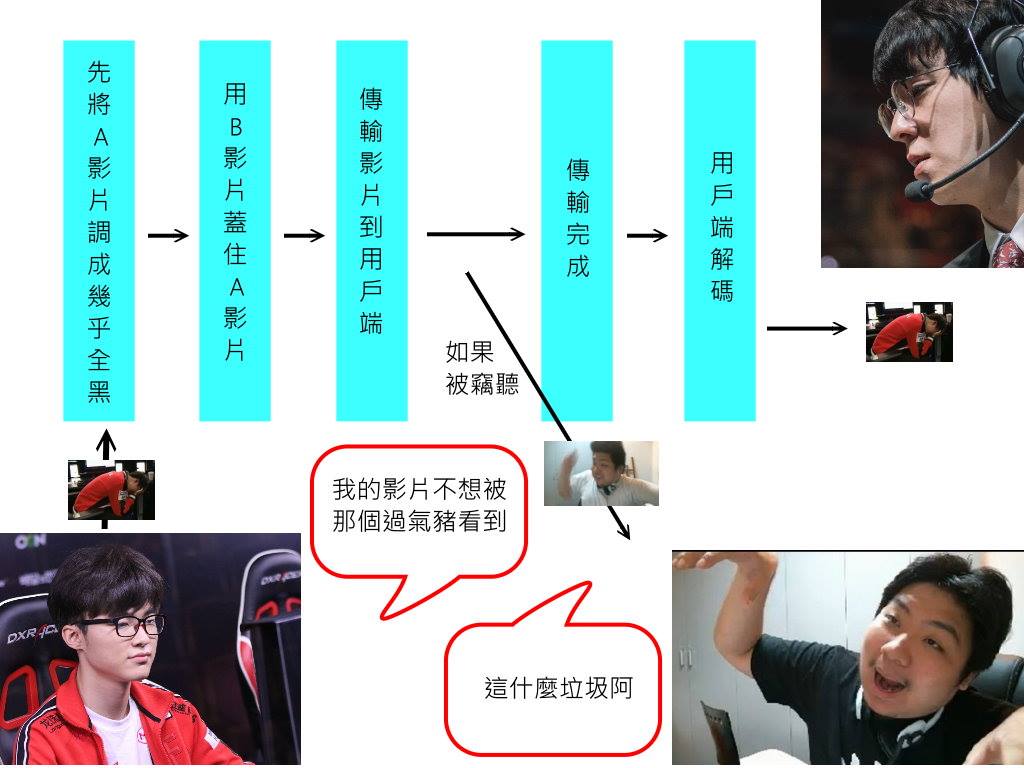 先將A影片調成幾乎全黑
用B影片蓋住A影片
傳輸影片到用戶端
傳輸完成
用戶端解碼
如果
被竊聽
我的影片不想被
那個過氣豬看到
這什麼垃圾阿
DXRACER